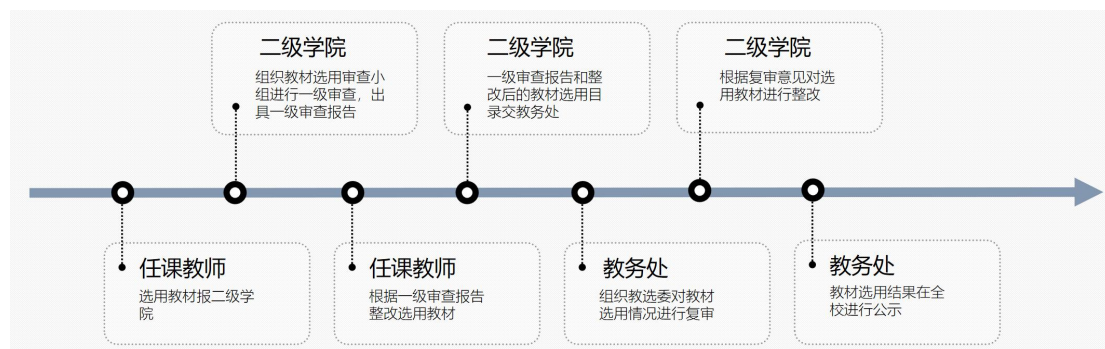 二级学院
组织教材选用审查小
组进行一级审查，出
具一级审查报告
二级学院
一级审查报告和整
改后的教材选用目
录交教务处
二级学院
根据复审意见对选
用教材进行整改
任课教师
选用教材报二级学
院
任课教师
根据一级审查报告
整改选用教材
教务处
组织教选委对教材
选用情况进行复审
教务处
教材选用结果在全
校进行公示